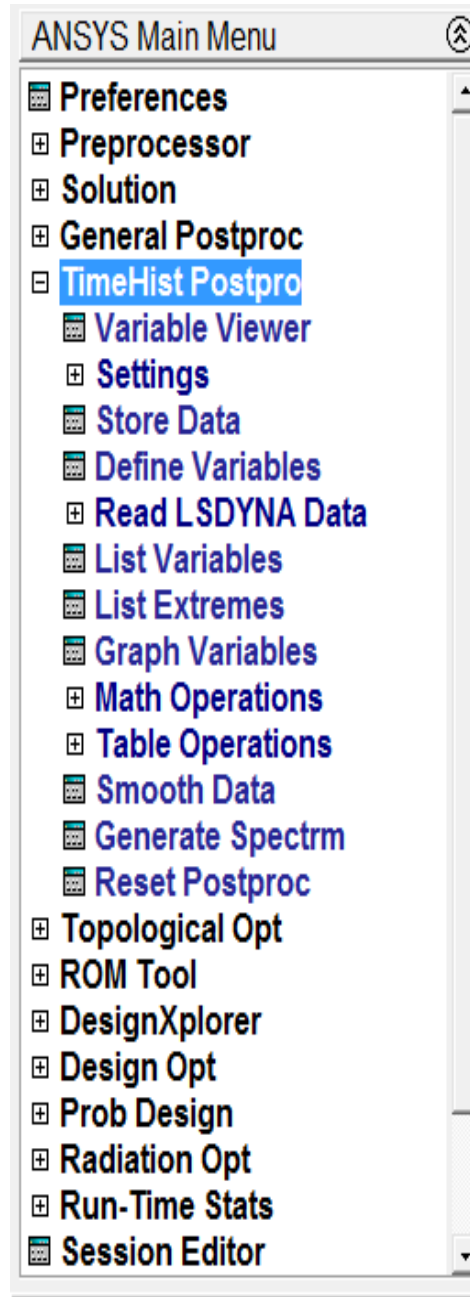 ANSYS Main Menu
Preferences
Preprocessor
Solution
General Postproc
TimeHist Postpro
Variable Viewer
Settings
Store Data
Define Variables
Read LSDYNA Data
List Variables
List Extremes
Graph Variables
Math Operations
Table Operations
Smooth Data
Generate Spectrm
Reset Postproc
Topological Opt
ROM Tool
DesignXplorer
Design Opt
Prob Design
Radiation Opt
Run-Time Stats
Session Editor